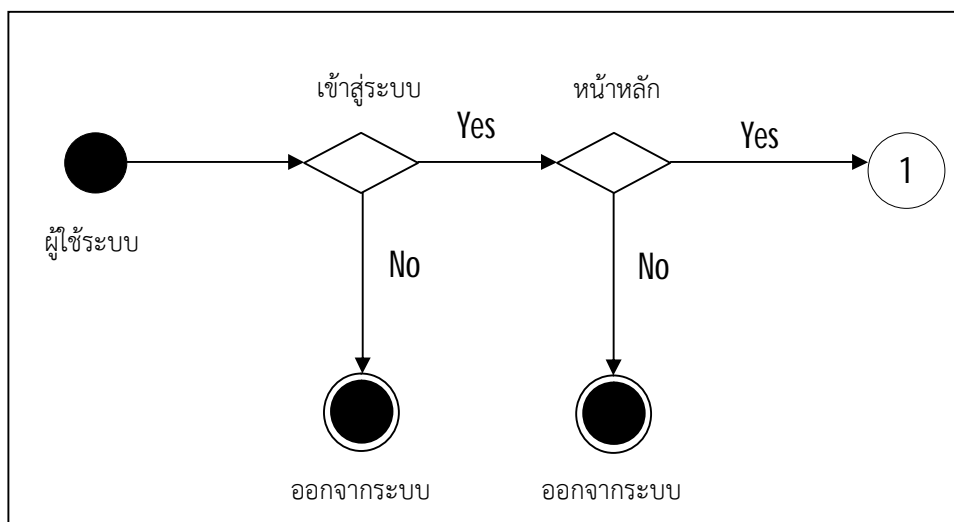 เข้าสู่ระบบ
หน้าหลัก
Yes
Yes
1
ผู้ใช้ระบบ
No
No
ออกจากระบบ
ออกจากระบบ